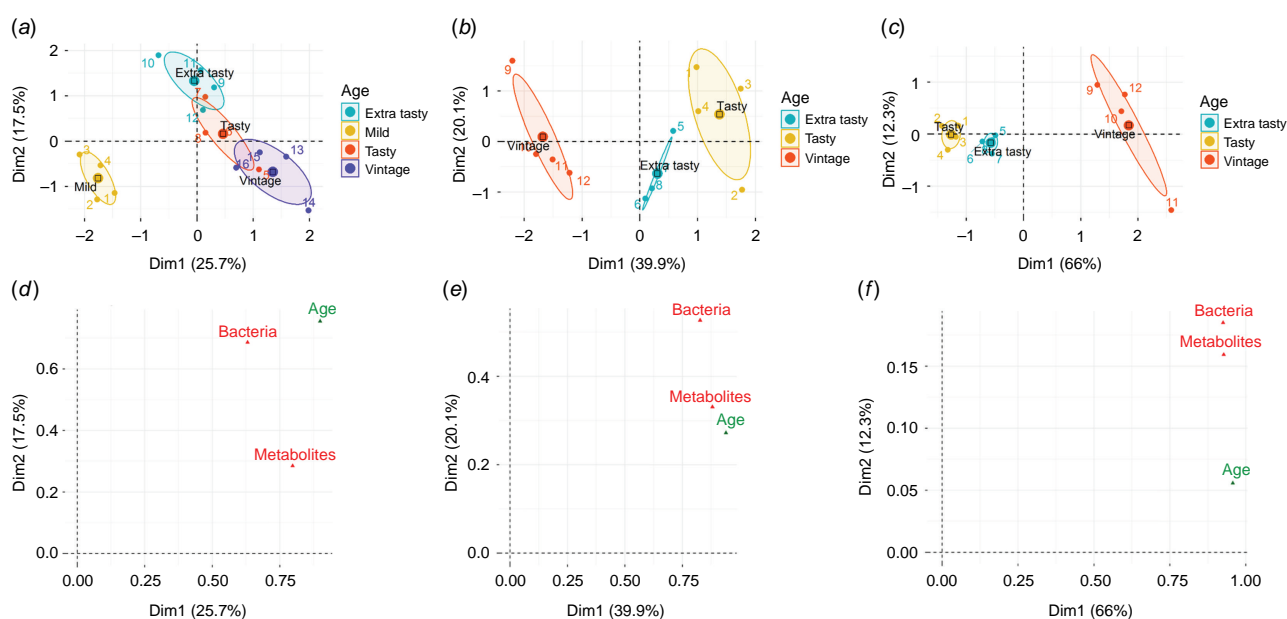 (a)
2
1
0
−1
Dim2 (17.5%)
10
11
Extra tasty
9
12
Tasty
3
4
Mild
2
1
15
13
16
Vintage
14
−2
−1
0
1
2
Dim1 (25.7%)
Age
Extra tasty
Mild
Tasty
Vintage
(b)
2
1
0
−1
Dim2 (20.1%)
9
Vintage
11
12
5
Extra tasty
8
6
1
3
4
Tasty
2
−2
−1
0
1
2
Dim1 (39.9%)
Age
Extra tasty
Tasty
Vintage
(c)
1
0
−1
Dim2 (12.3%)
2
1
Tasty
3
4
5
Extra tasty
6
7
9
12
10
Vintage
11
−1
0
1
2
Dim1 (66%)
Age
Extra tasty
Tasty
Vintage
(d)
Age
Bacteria
Metabolites
0.6
0.4
0.2
0.0
Dim2 (17.5%)
0.00
0.25
0.50
0.75
Dim1 (25.7%)
(e)
Bacteria
Metabolites
Age
0.4
0.2
0.0
Dim2 (20.1%)
0.00
0.25
0.50
0.75
Dim1 (39.9%)
(f)
Bacteria
Metabolites
Age
0.15
0.10
0.05
0.00
Dim2 (12.3%)
0.00
0.25
0.50
0.75
1.00
Dim1 (66%)